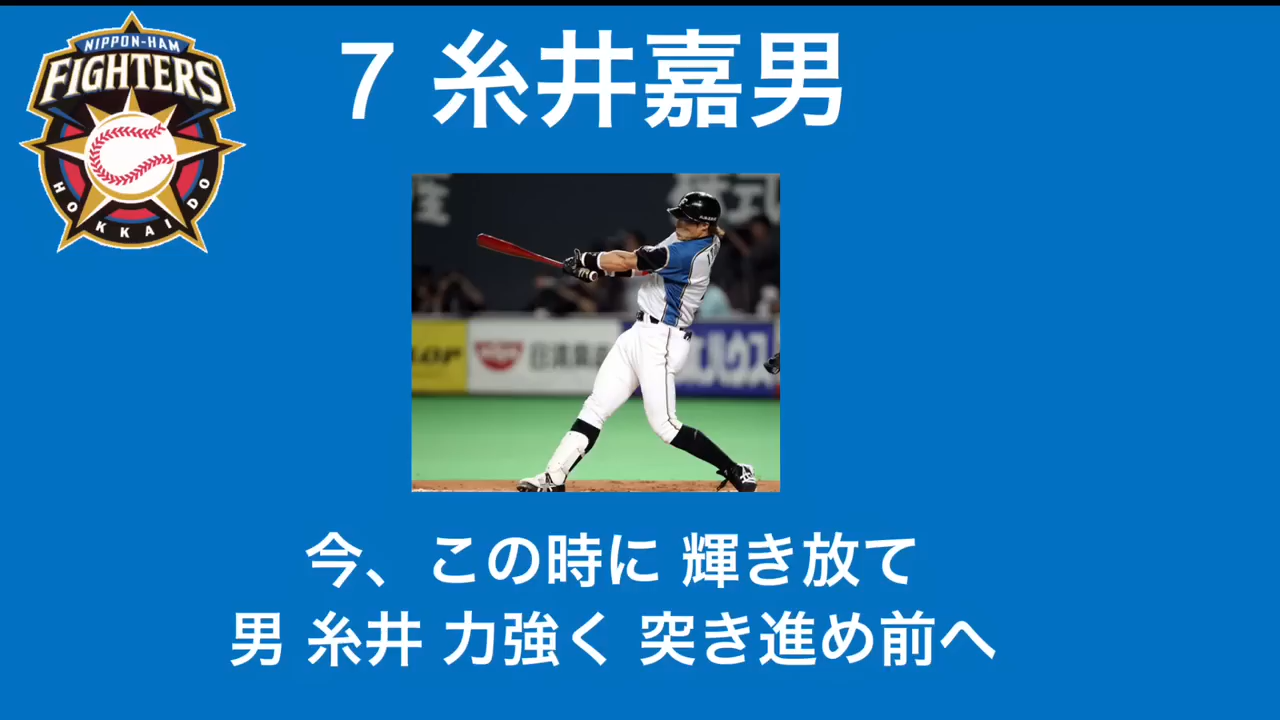 NIPPON-HAM
FIGHTERS
HOKKAIDO
7 糸井嘉男
今、この時に 輝き放て
男 糸井 力強く 突き進め前へ